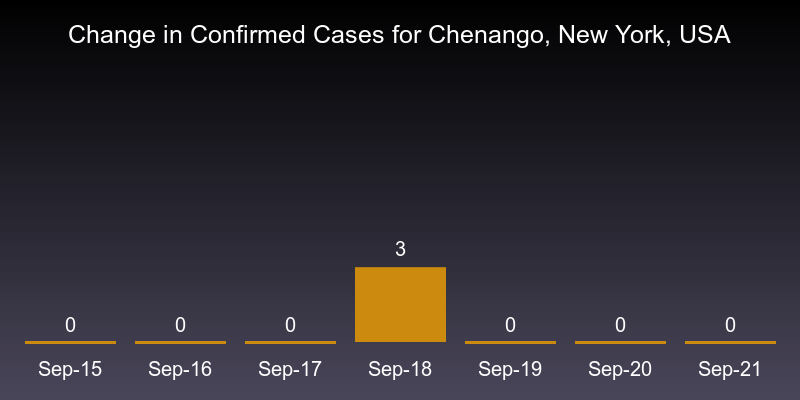 Change in Confirmed Cases for Chenango, New York, USA
3
0 0 0 0 0 0
Sep-15 Sep-16 Sep-17 Sep-18 Sep-19 Sep-20 Sep-21